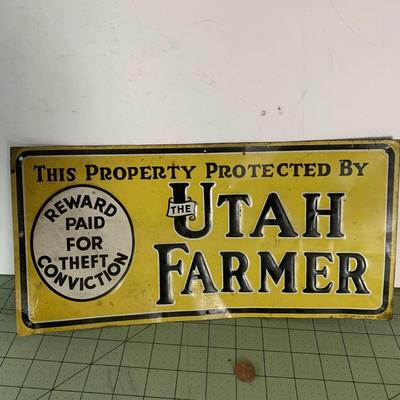 THIS PROPERTY PROTECTED BY
THE UTAH
FARMER
REWARD
PAID
FOR
THEFT
CONVICTION